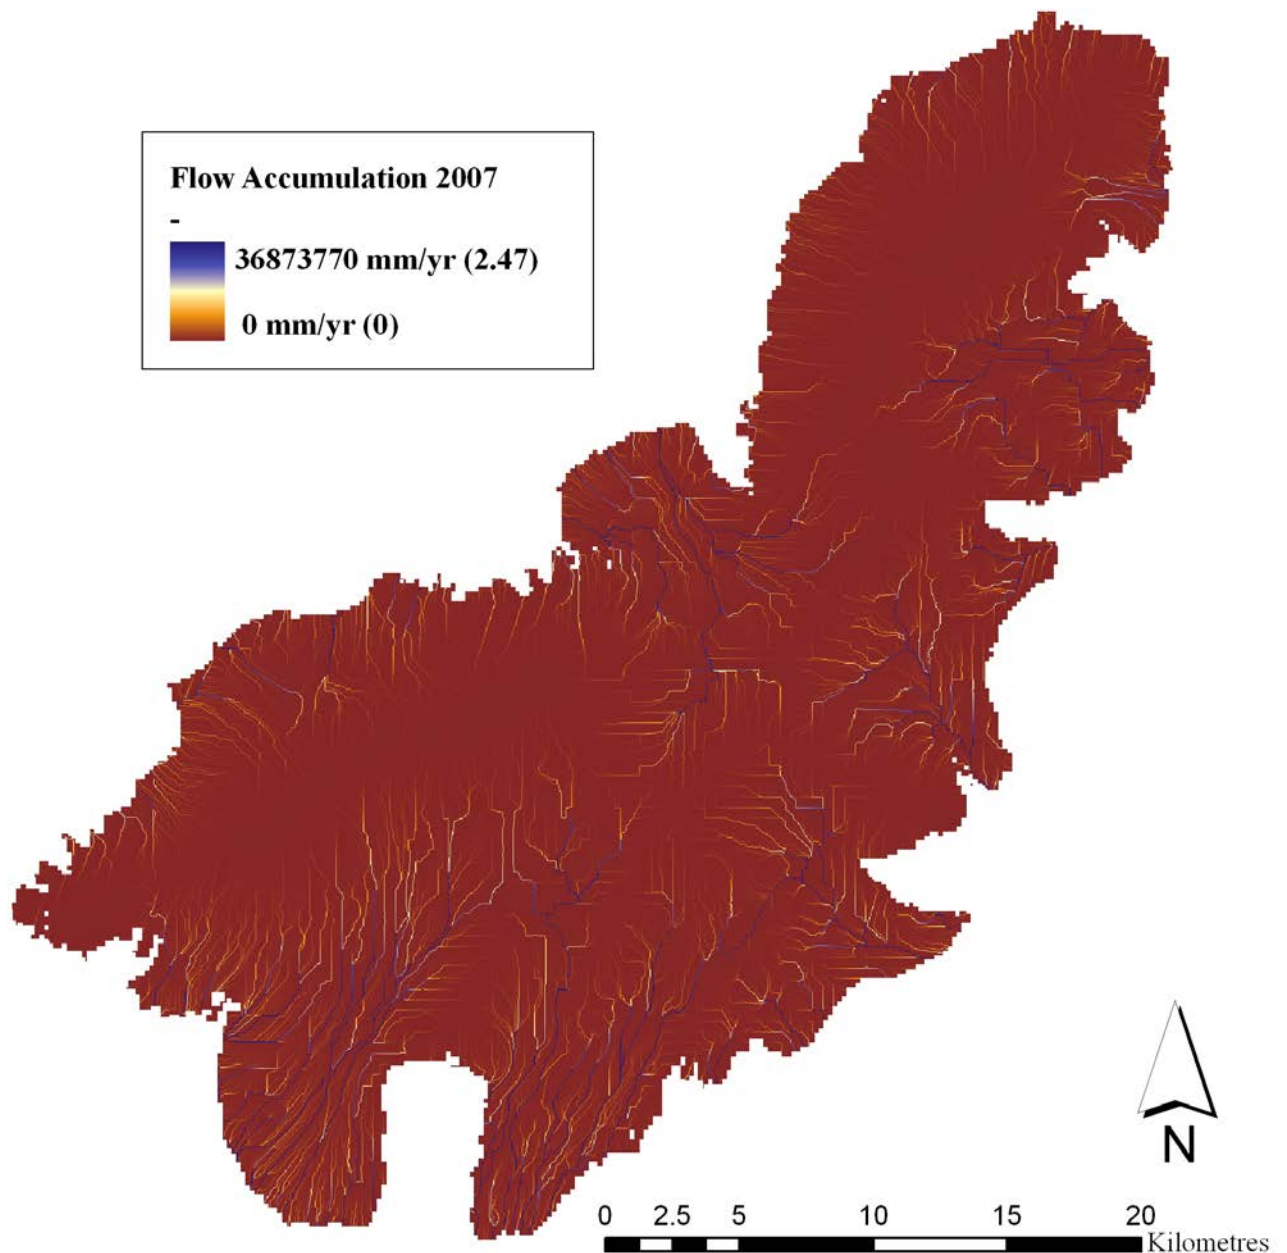 Flow Accumulation 2007
-
36873770 mm/yr (2.47)
0 mm/yr (0)
N
0 2.5 5 10 15 20
Kilometres